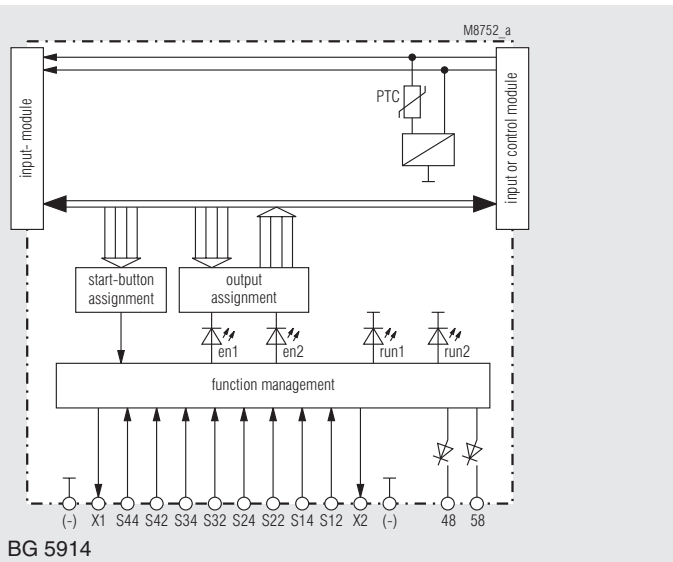 M8752_a
input- module
PTC
input or control module
start-button
assignment
output
assignment
en1
en2
run1
run2
function management
(-) X1 S44 S42 S34 S32 S24 S22 S14 S12 X2 (-) 48 58
BG 5914